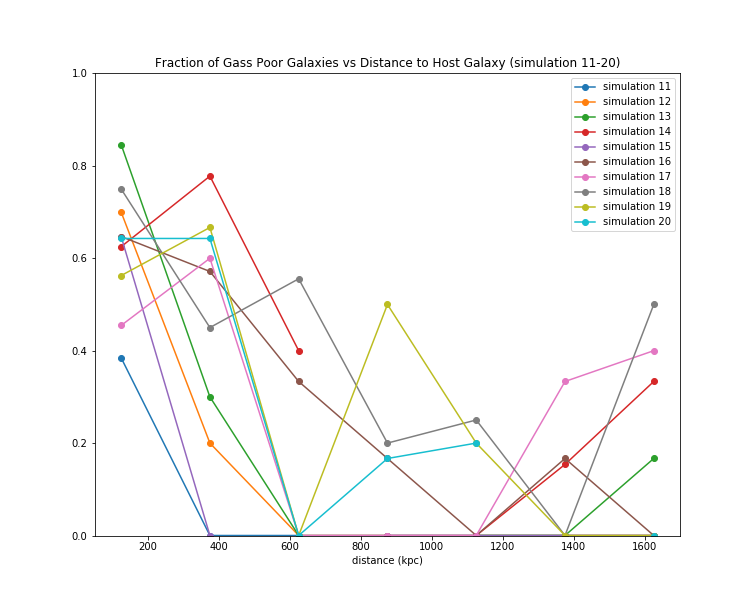 Fraction of Gass Poor Galaxies vs Distance to Host Galaxy (simulation 11-20)
1.0
0.8
0.6
0.4
0.2
0.0
simulation 11
simulation 12
simulation 13
simulation 14
simulation 15
simulation 16
simulation 17
simulation 18
simulation 19
simulation 20
200 400 600 800 1000 1200 1400 1600
distance (kpc)